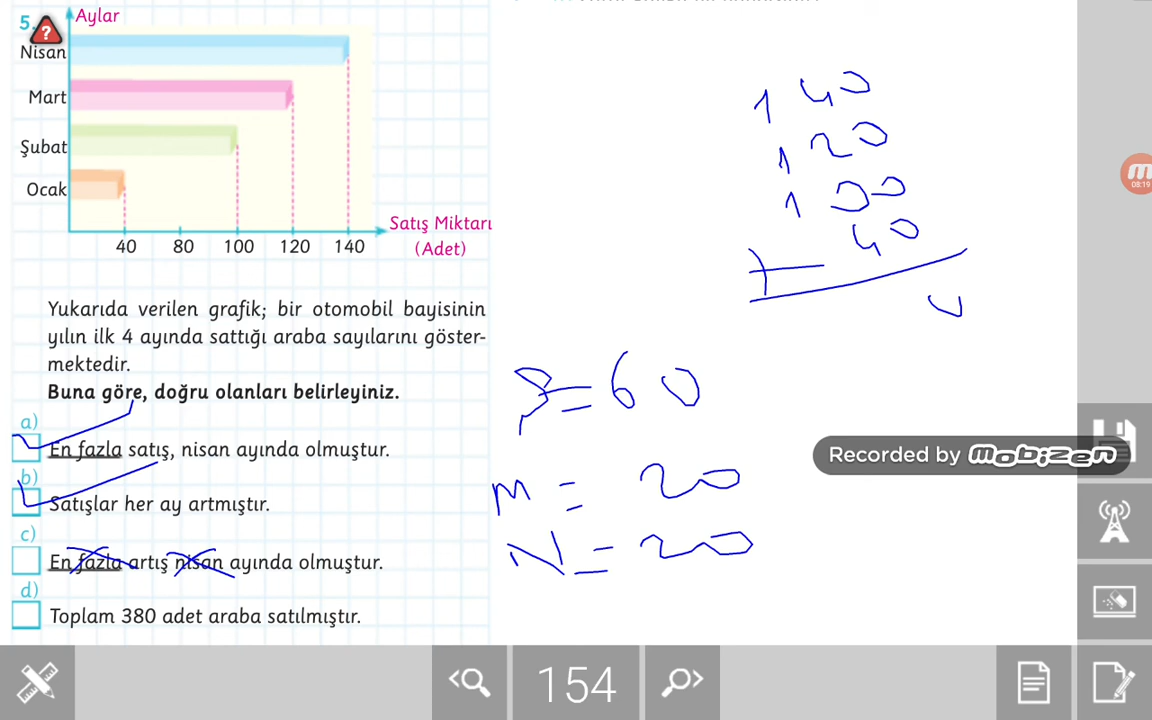 5.
?
Aylar
Nisan
Mart
Şubat
Ocak
40 80 100 120 140
Satış Miktarı
(Adet)
Yukarıda verilen grafik; bir otomobil bayisinin
yılın ilk 4 ayında sattığı araba sayılarını göster-
mektedir.
Buna göre, doğru olanları belirleyiniz.
a)
En fazla satış, nisan ayında olmuştur.
b)
Satışlar her ay artmıştır.
c)
En fazla artış nisan ayında olmuştur.
d)
Toplam 380 adet araba satılmıştır.
140
120
100
40
+
Ş=60
M = 20
N = 20
08:19
Recorded by mobizen
154